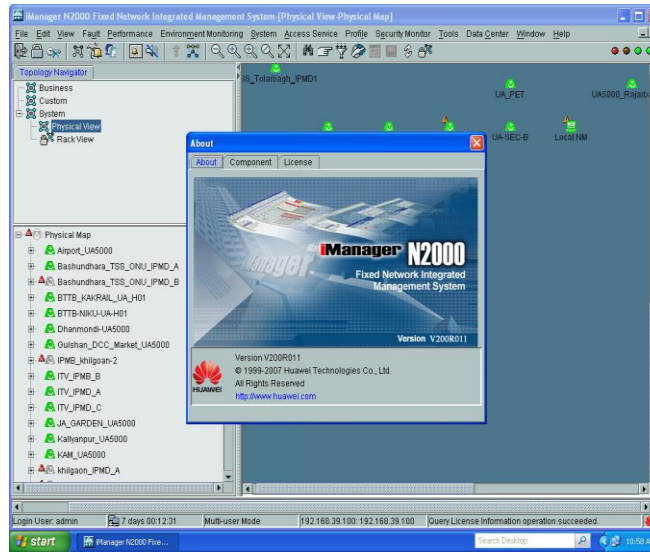 iManager N2000 Fixed Network Integrated Management System-[Physical View-Physical Map]
File Edit View Fault Performance Environment Monitoring System Access Service Profile Security Monitor Tools Data Center Window Help
Topology Navigator
Business
Custom
System
Physical View
Rack View
SS_Tolarbagh_IPMD1
UA_PET
UA5000_Rajarb
UA-SEC-B
Local NM
About
About Component License
iManager N2000
Fixed Network Integrated
Management System
Version V200R011
HUAWEI
Version V200R011
© 1999-2007 Huawei Technologies Co., Ltd.
All Rights Reserved
http://www.huawei.com
Physical Map
Airport_UA5000
Bashundhara_TSS_ONU_IPMD_A
Bashundhara_TSS_ONU_IPMD_B
BTTB_KAKRAIL_UA_H01
BTTB-NIKU-UA-H01
Dhanmondi-UA5000
Gulshan_DCC_Market_UA5000
IPMB_khilgoan-2
ITV_IPMB_B
ITV_IPMD_A
ITV_IPMD_C
JA_GARDEN_UA5000
Kallyanpur_UA5000
KAM_UA5000
khilgaon_IPMD_A
Login User: admin 7 days 00:12:31 Multi-user Mode 192.168.39.100: 192.168.39.100 Query License Information operation succeeded.
start iManager N2000 Fixe... Search Desktop 10:58 A